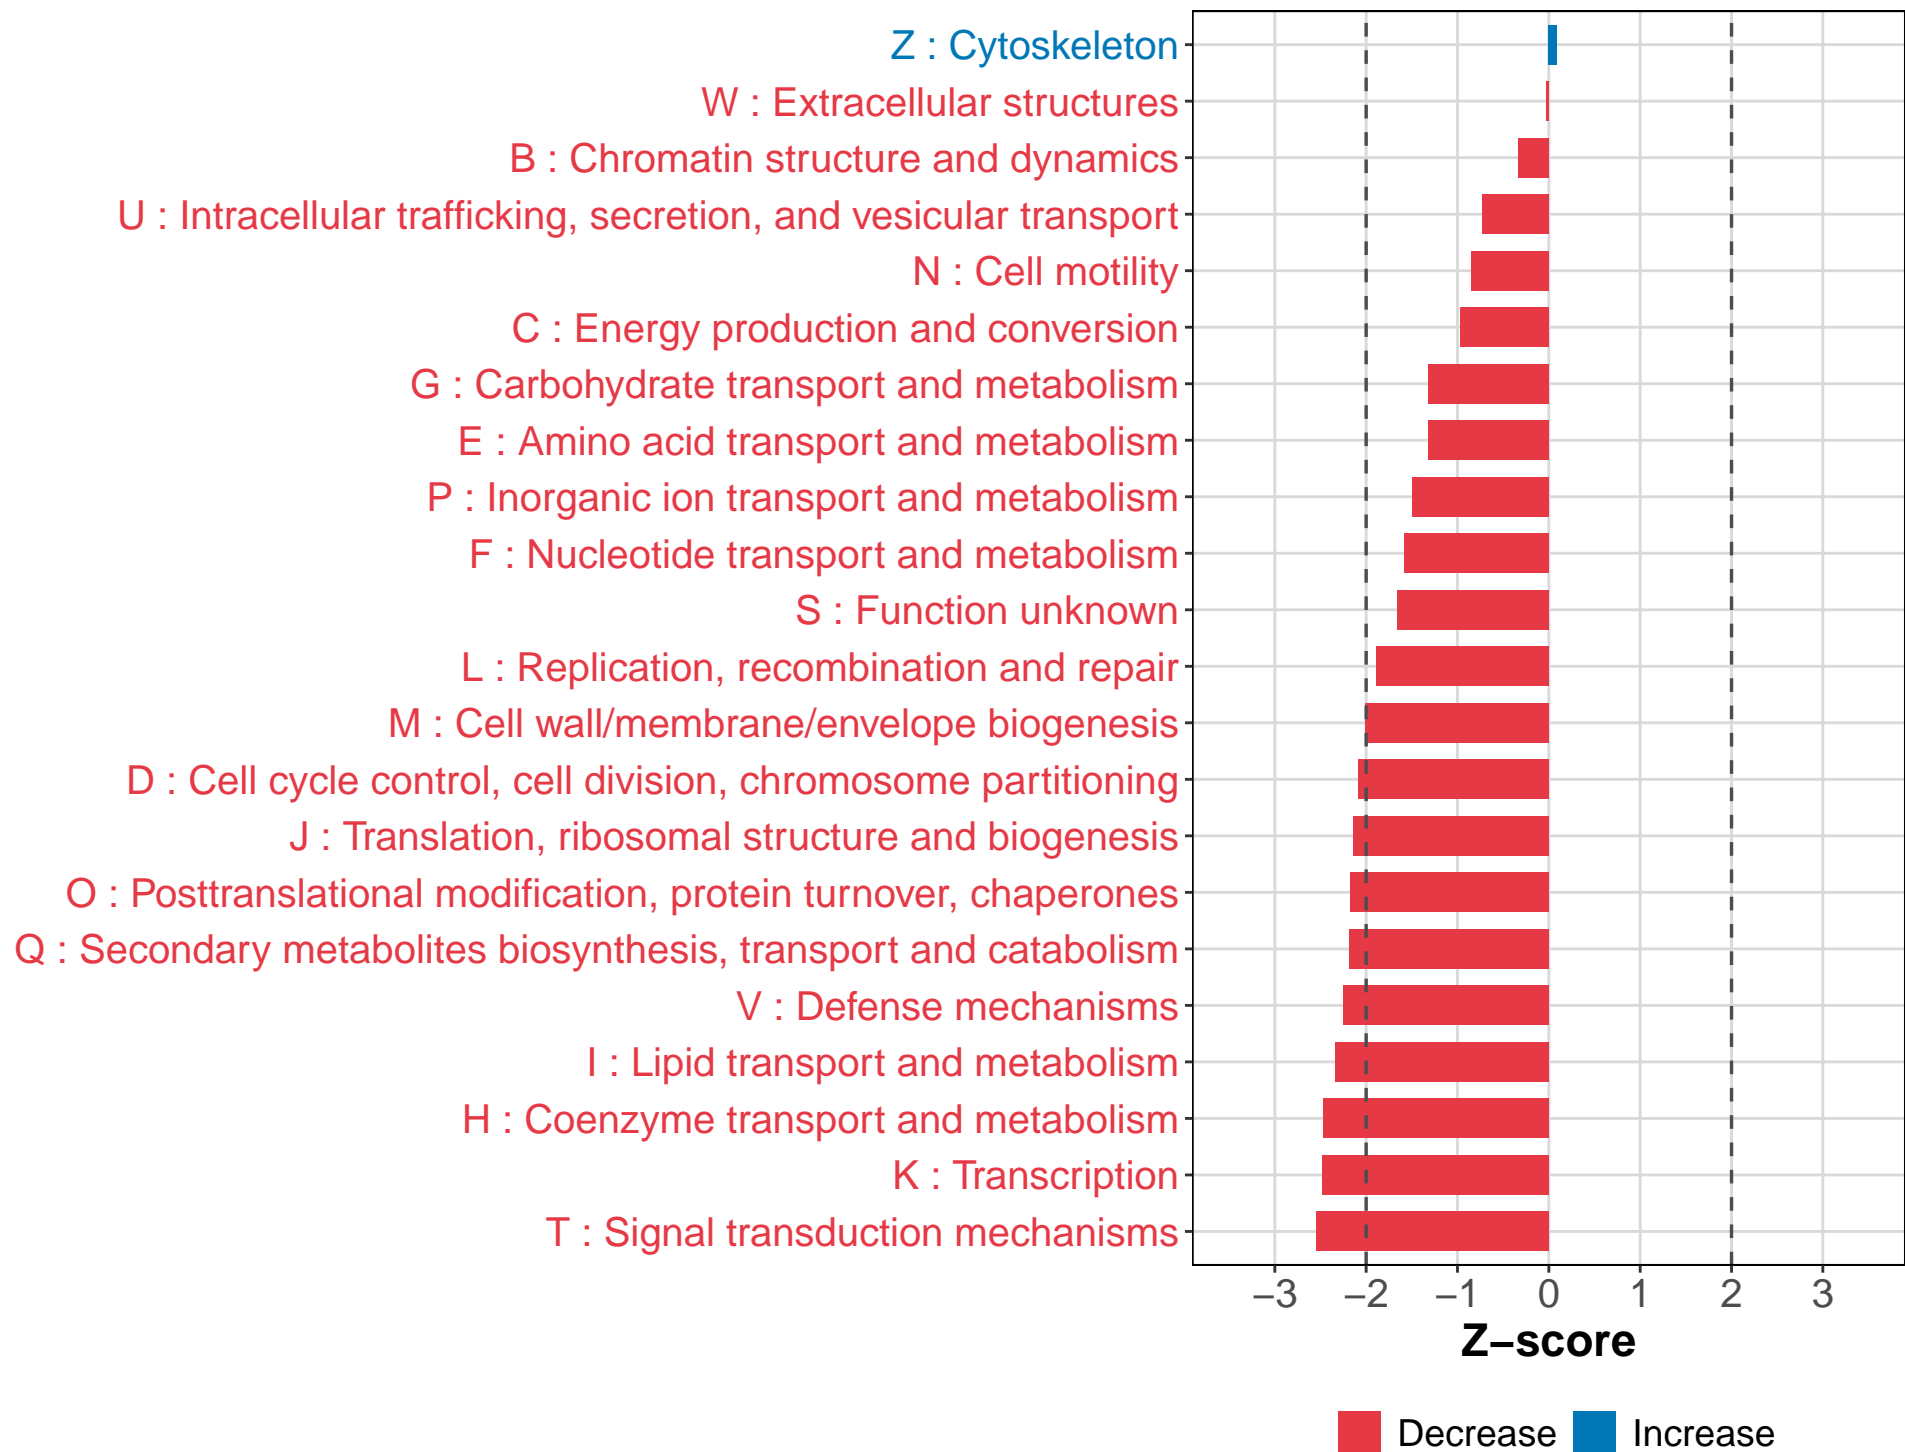 Z : Cytoskeleton
W : Extracellular structures
B : Chromatin structure and dynamics
U : Intracellular trafficking, secretion, and vesicular transport
N : Cell motility
C : Energy production and conversion
G : Carbohydrate transport and metabolism
E : Amino acid transport and metabolism
P : Inorganic ion transport and metabolism
F : Nucleotide transport and metabolism
S : Function unknown
L : Replication, recombination and repair
M : Cell wall/membrane/envelope biogenesis
D : Cell cycle control, cell division, chromosome partitioning
J : Translation, ribosomal structure and biogenesis
O : Posttranslational modification, protein turnover, chaperones
Q : Secondary metabolites biosynthesis, transport and catabolism
V : Defense mechanisms
I : Lipid transport and metabolism
H : Coenzyme transport and metabolism
K : Transcription
T : Signal transduction mechanisms
−3 −2 −1 0 1 2 3
Z−score
Decrease Increase